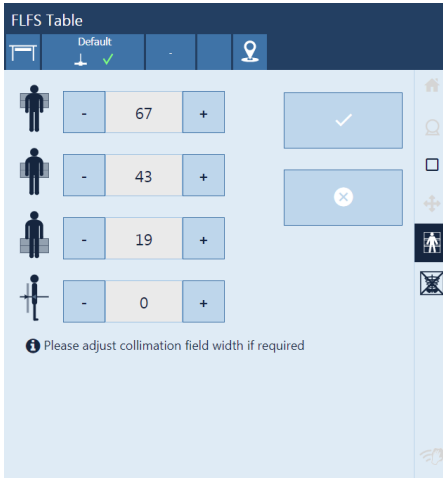 FLFS Table
Default
-
- 67 +
- 43 +
- 19 +
- 0 +
Please adjust collimation field width if required